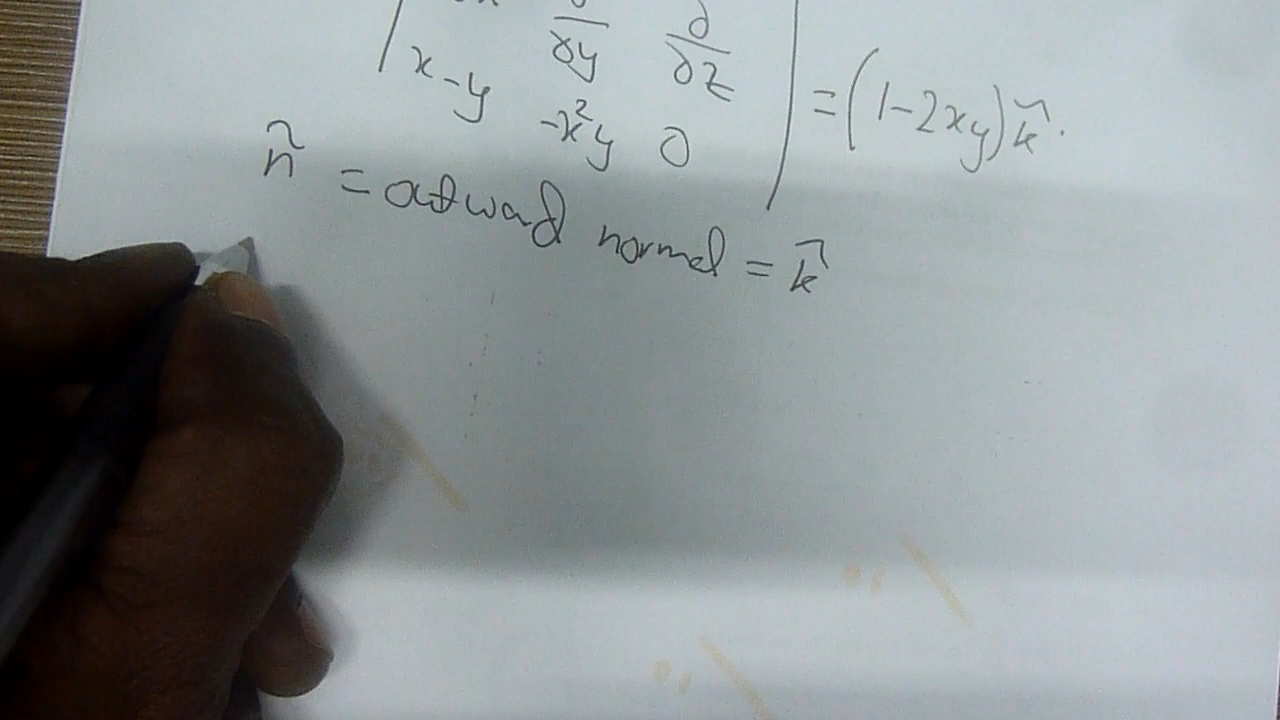 ∂/∂y ∂/∂z
x-y -x²y 0 = (1-2xy) k̂.
n̂ = outward normal = k̂